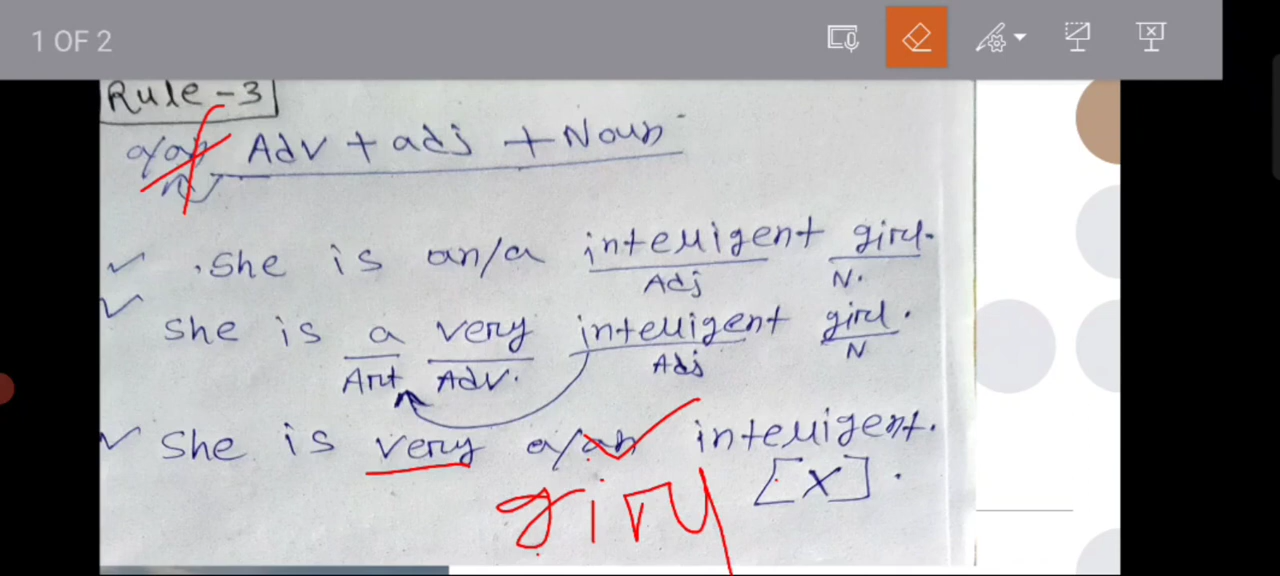 1 OF 2
Rule-3
a/an Adv + adj + Noun
She is an/a intelligent girl.
Adj N.
She is a very intelligent girl.
Art Adv. Adj N
She is very a/an intelligent.
[X].